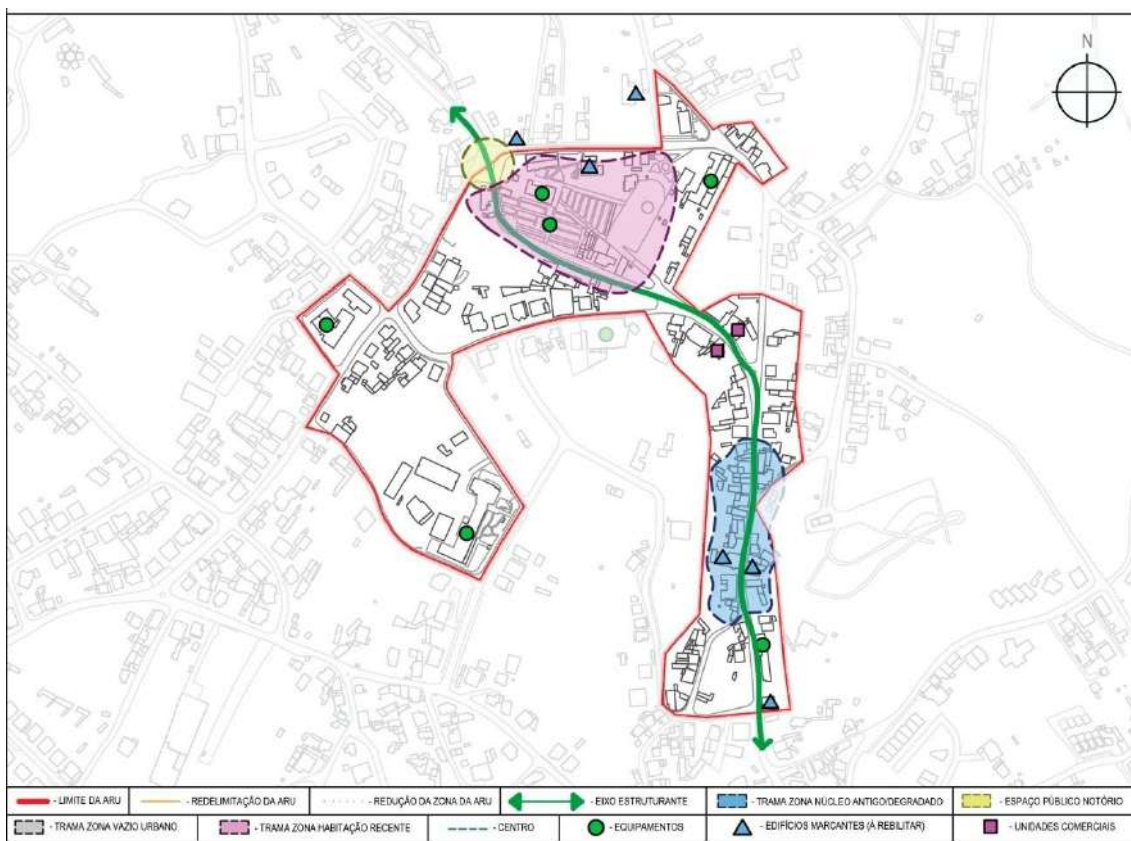 N
- LIMITE DA ARU
- REDELIMITAÇÃO DA ARU
- REDUÇÃO DA ZONA DA ARU
- EIXO ESTRUTURANTE
- TRAMA ZONA NÚCLEO ANTIGO/DEGRADADO
- ESPAÇO PÚBLICO NOTÓRIO
- TRAMA ZONA VAZIO URBANO
- TRAMA ZONA HABITAÇÃO RECENTE
- CENTRO
- EQUIPAMENTOS
- EDIFÍCIOS MARCANTES (Á REBILITAR)
- UNIDADES COMERCIAIS